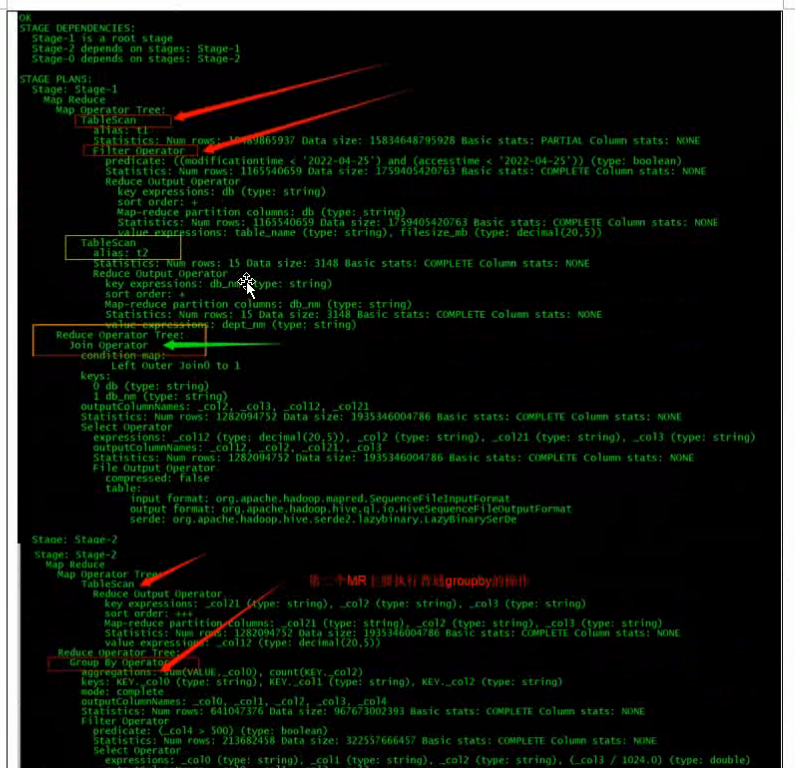 OK
STAGE DEPENDENCIES:
Stage-1 is a root stage
Stage-2 depends on stages: Stage-1
Stage-0 depends on stages: Stage-2
STAGE PLANS:
Stage: Stage-1
Map Reduce
Map Operator Tree:
TableScan
alias: t1
Statistics: Num rows: Data size: 15834648795928 Basic stats: PARTIAL Column stats: NONE
Filter Operator
predicate: ((modificationtime < '2022-04-25') and (accesstime < '2022-04-25')) (type: boolean)
Statistics: Num rows: 1165540659 Data size: 1759405420763 Basic stats: COMPLETE Column stats: NONE
Reduce Output Operator
key expressions: db (type: string)
sort order: +
Map-reduce partition columns: db (type: string)
Statistics: Num rows: 1165540659 Data size: 1759405420763 Basic stats: COMPLETE Column stats: NONE
value expressions: table_name (type: string), filesize_mb (type: decimal(20,5))
TableScan
alias: t2
Statistics: Num rows: 15 Data size: 3148 Basic stats: COMPLETE Column stats: NONE
Reduce Output Operator
key expressions: db_nm (type: string)
sort order: +
Map-reduce partition columns: db_nm (type: string)
Statistics: Num rows: 15 Data size: 3148 Basic stats: COMPLETE Column stats: NONE
value expressions: dept_nm (type: string)
Reduce Operator Tree:
Join Operator
condition map:
Left Outer Join0 to 1
keys:
0 db (type: string)
1 db_nm (type: string)
outputColumnNames: _col2, _col3, _col12, _col21
Statistics: Num rows: 1282094752 Data size: 1935346004786 Basic stats: COMPLETE Column stats: NONE
Select Operator
expressions: _col12 (type: decimal(20,5)), _col2 (type: string), _col21 (type: string), _col3 (type: string)
outputColumnNames: _col12, _col2, _col21, _col3
Statistics: Num rows: 1282094752 Data size: 1935346004786 Basic stats: COMPLETE Column stats: NONE
File Output Operator
compressed: false
table:
input format: org.apache.hadoop.mapred.SequenceFileInputFormat
output format: org.apache.hadoop.hive.ql.io.HiveSequenceFileOutputFormat
serde: org.apache.hadoop.hive.serde2.lazybinary.LazyBinarySerDe
Stage: Stage-2
Stage: Stage-2
Map Reduce
Map Operator Tree:
TableScan
第二个MR主要执行普通groupby的操作
Reduce Output Operator
key expressions: _col21 (type: string), _col2 (type: string), _col3 (type: string)
sort order: +++
Map-reduce partition columns: _col21 (type: string), _col2 (type: string), _col3 (type: string)
Statistics: Num rows: 1282094752 Data size: 1935346004786 Basic stats: COMPLETE Column stats: NONE
value expressions: _col12 (type: decimal(20,5))
Reduce Operator Tree:
Group By Operator
aggregations: sum(VALUE._col0), count(KEY._col2)
keys: KEY._col0 (type: string), KEY._col1 (type: string), KEY._col2 (type: string)
mode: complete
outputColumnNames: _col0, _col1, _col2, _col3, _col4
Statistics: Num rows: 641047376 Data size: 967673002393 Basic stats: COMPLETE Column stats: NONE
Filter Operator
predicate: (_col4 > 500) (type: boolean)
Statistics: Num rows: 213682458 Data size: 322557666457 Basic stats: COMPLETE Column stats: NONE
Select Operator
expressions: _col0 (type: string), _col1 (type: string), _col2 (type: string), (_col3 / 1024.0) (type: double)